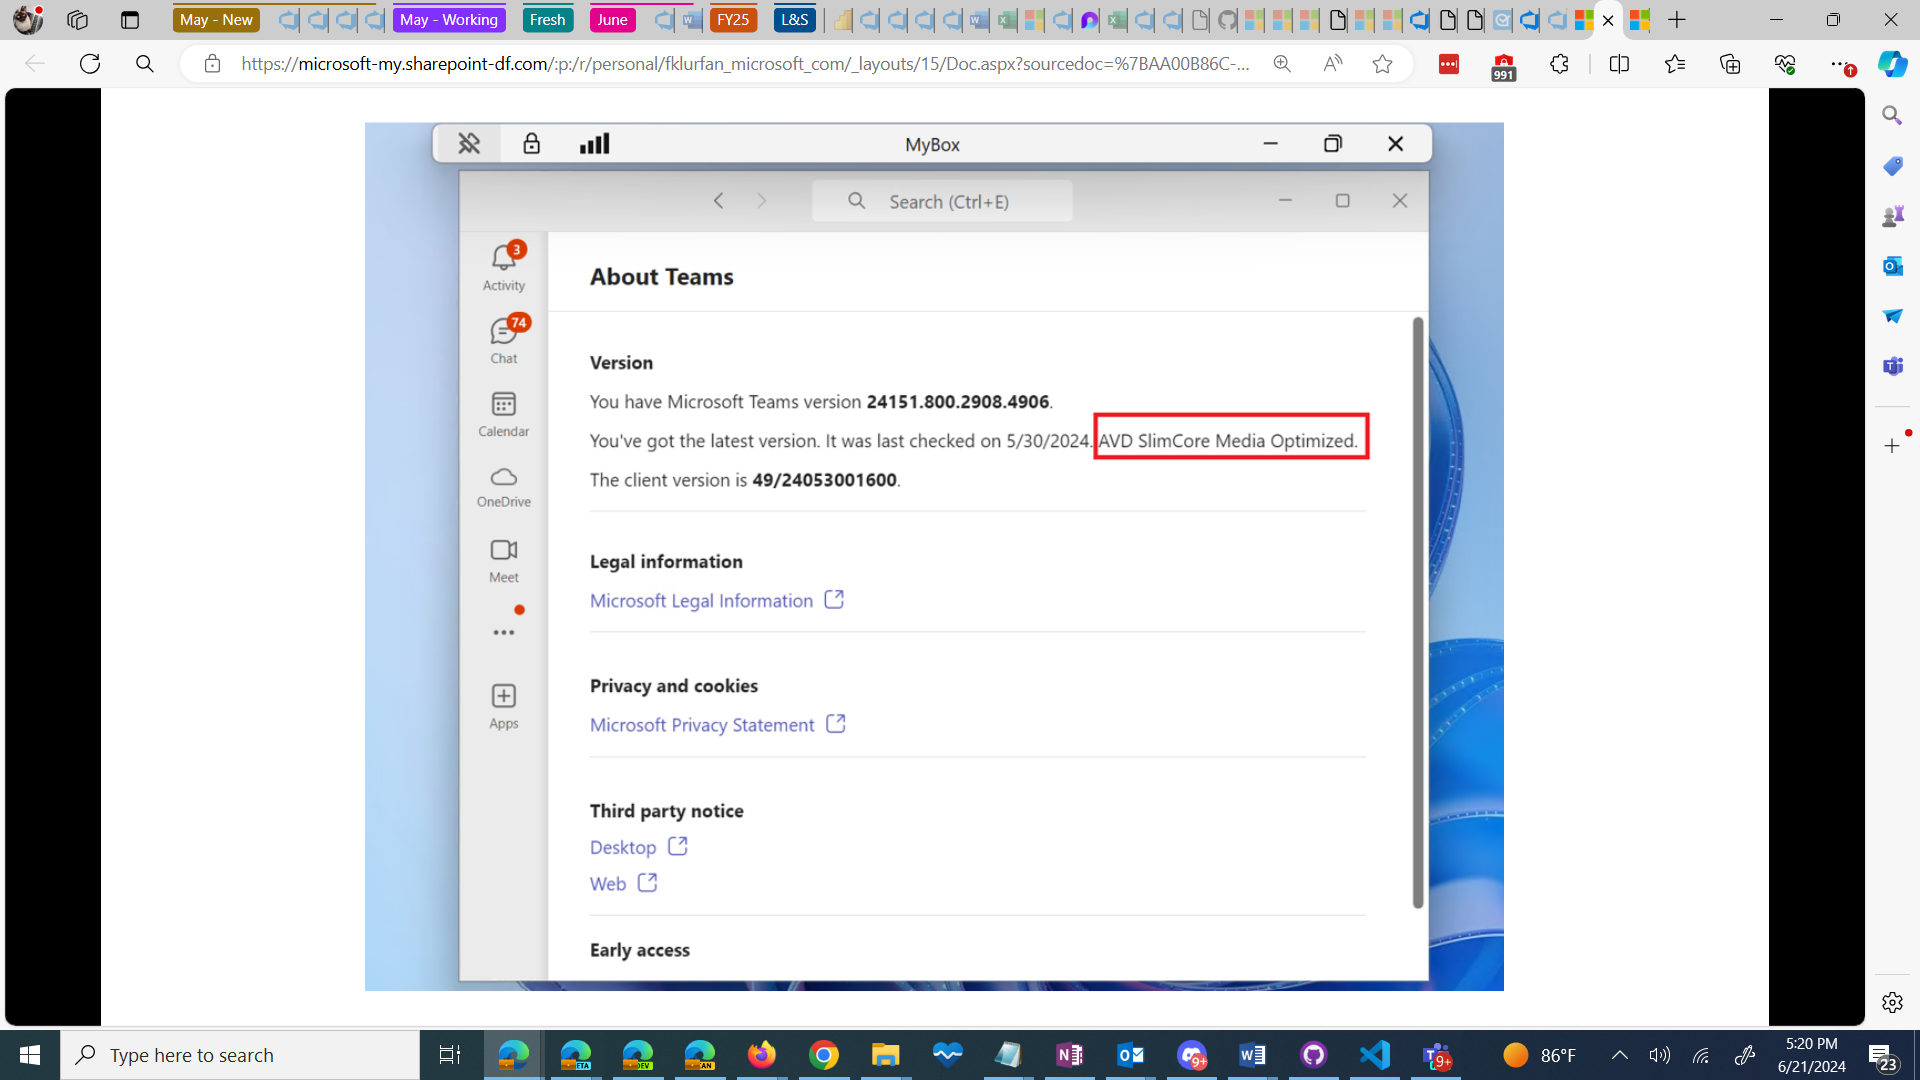 May - New
May - Working
Fresh
June
FY25
L&S
https://microsoft-my.sharepoint-df.com/:p:/r/personal/fklurfan_microsoft_com/_layouts/15/Doc.aspx?sourcedoc=%7BAA00B86C-...
991
MyBox
Search (Ctrl+E)
3
Activity
74
Chat
Calendar
OneDrive
Meet
Apps
About Teams
Version
You have Microsoft Teams version 24151.800.2908.4906.
You've got the latest version. It was last checked on 5/30/2024. AVD SlimCore Media Optimized.
The client version is 49/24053001600.
Legal information
Microsoft Legal Information
Privacy and cookies
Microsoft Privacy Statement
Third party notice
Desktop
Web
Early access
Type here to search
BETA
DEV
CAN
9+
9+
86°F
5:20 PM
6/21/2024
23